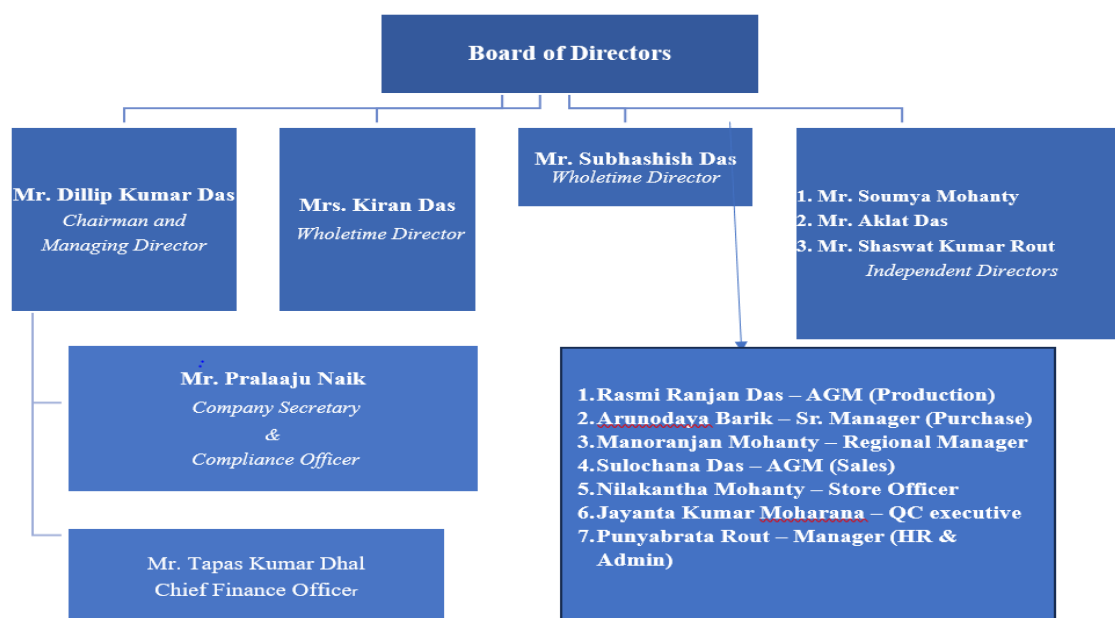 Board of Directors
Mr. Dillip Kumar Das
Chairman and
Managing Director
Mrs. Kiran Das
Wholetime Director
Mr. Subhashish Das
Wholetime Director
1. Mr. Soumya Mohanty
2. Mr. Aklat Das
3. Mr. Shaswat Kumar Rout
Independent Directors
Mr. Pralaaju Naik
Company Secretary
&
Compliance Officer
Mr. Tapas Kumar Dhal
Chief Finance Officer
1. Rasmi Ranjan Das – AGM (Production)
2. Arunodaya Barik – Sr. Manager (Purchase)
3. Manoranjan Mohanty – Regional Manager
4. Sulochana Das – AGM (Sales)
5. Nilakantha Mohanty – Store Officer
6. Jayanta Kumar Moharana – QC executive
7. Punyabrata Rout – Manager (HR &
Admin)